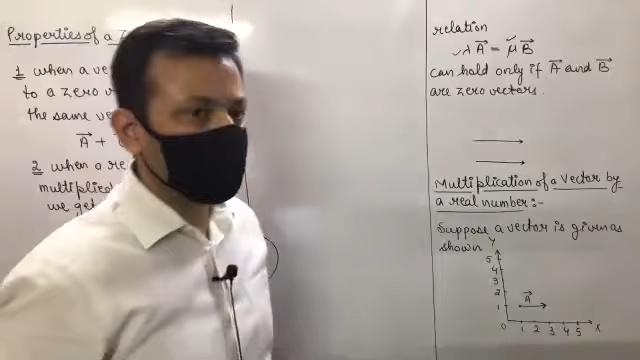 Properties of a Z
1 when a ve
to a zero v
the same ve
A⃗ +
2 when a re
multiplied
we get
relation
λ A⃗ = μ B⃗
can hold only if A⃗ and B⃗
are zero vectors.
Multiplication of a Vector by
a real number:-
Suppose a vector is given as
shown
Y
5
4
3
2
1
A⃗
0 1 2 3 4 5 X